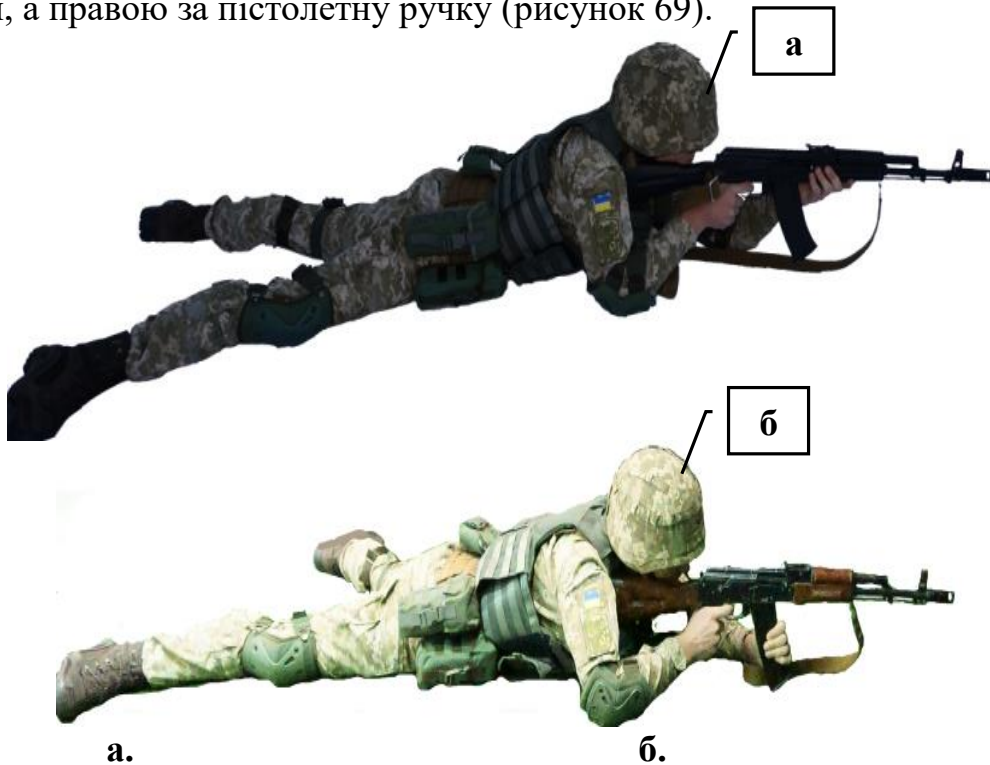 , а правою за пістолетну ручку (рисунок 69).
а
б
а. б.